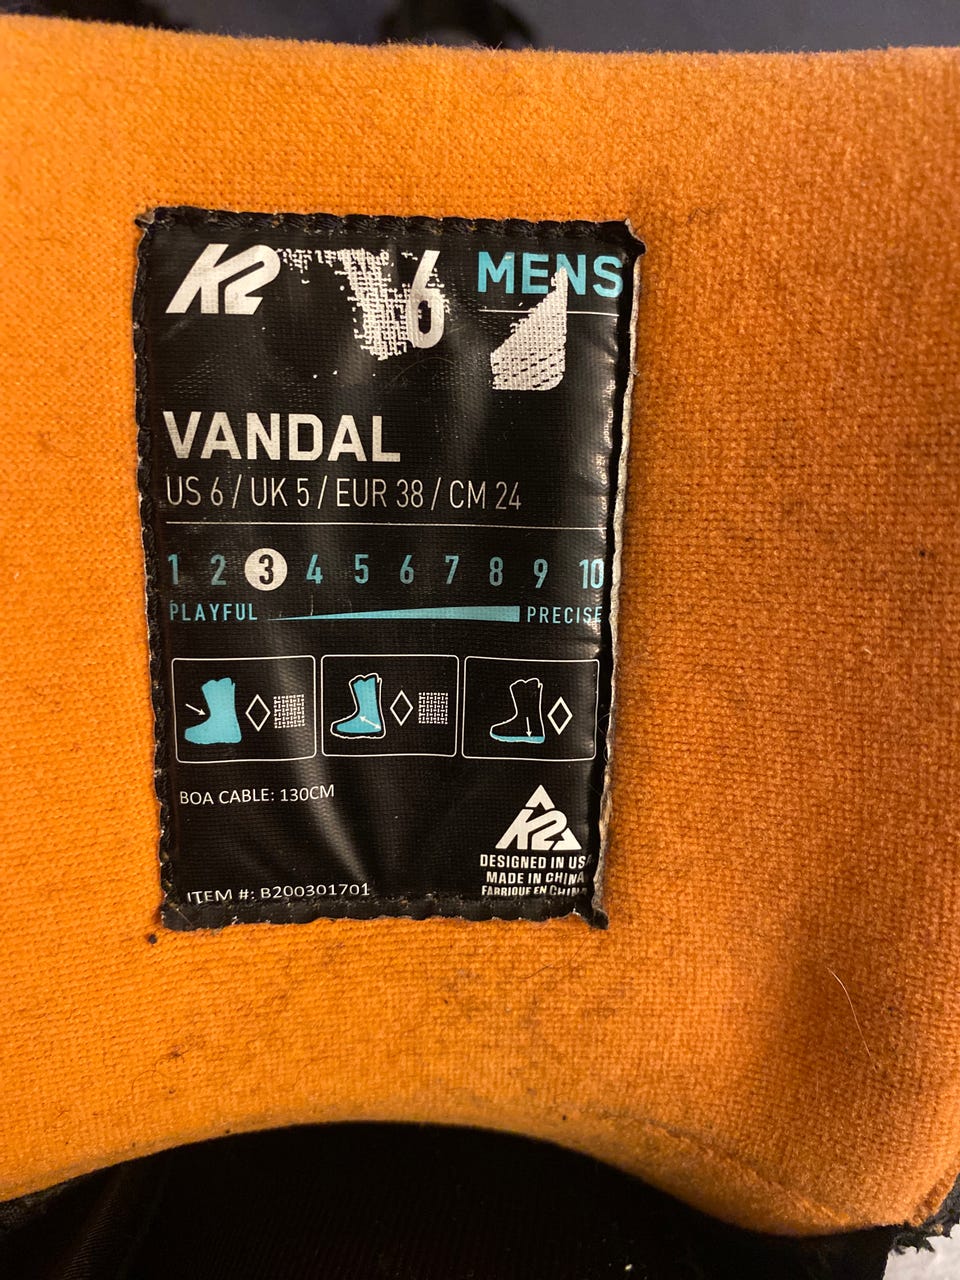 K2 6 MENS
VANDAL
US 6 / UK 5 / EUR 38 / CM 24
1 2 3 4 5 6 7 8 9 10
PLAYFUL PRECISE
BOA CABLE: 130CM
K2
DESIGNED IN USA
MADE IN CHINA
FABRIQUE EN CHINE
ITEM #: B200301701